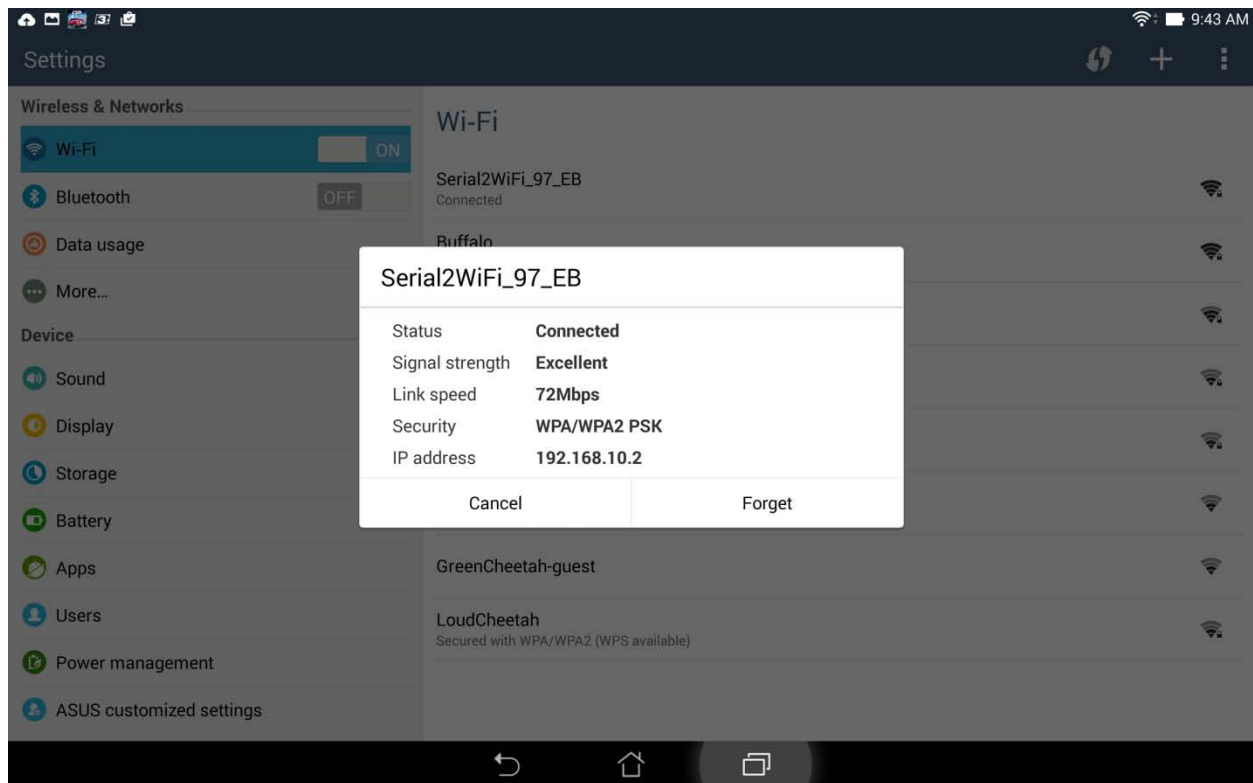 9:43 AM
Settings
Wireless & Networks
Wi-Fi
ON
Bluetooth
OFF
Data usage
More...
Device
Sound
Display
Storage
Battery
Apps
Users
Power management
ASUS customized settings
Wi-Fi
Serial2WiFi_97_EB
Connected
Buffalo
Serial2WiFi_97_EB
Status Connected
Signal strength Excellent
Link speed 72Mbps
Security WPA/WPA2 PSK
IP address 192.168.10.2
Cancel Forget
GreenCheetah-guest
LoudCheetah
Secured with WPA/WPA2 (WPS available)